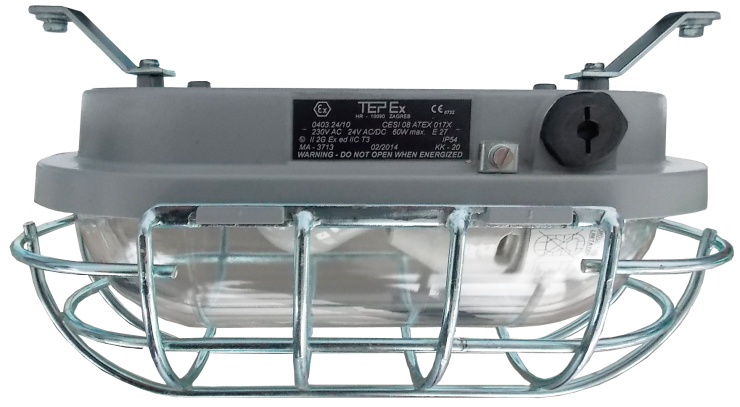 Ex TEP Ex CE 0722
HR - 10090 ZAGREB
0403.24/10 CESI 08 ATEX 017X
~ 230V AC 24V AC/DC 60W max. E 27 ~
II 2G Ex ed IIC T3 IP54
MA - 3713 02/2014 KK - 20
WARNING - DO NOT OPEN WHEN ENERGIZED